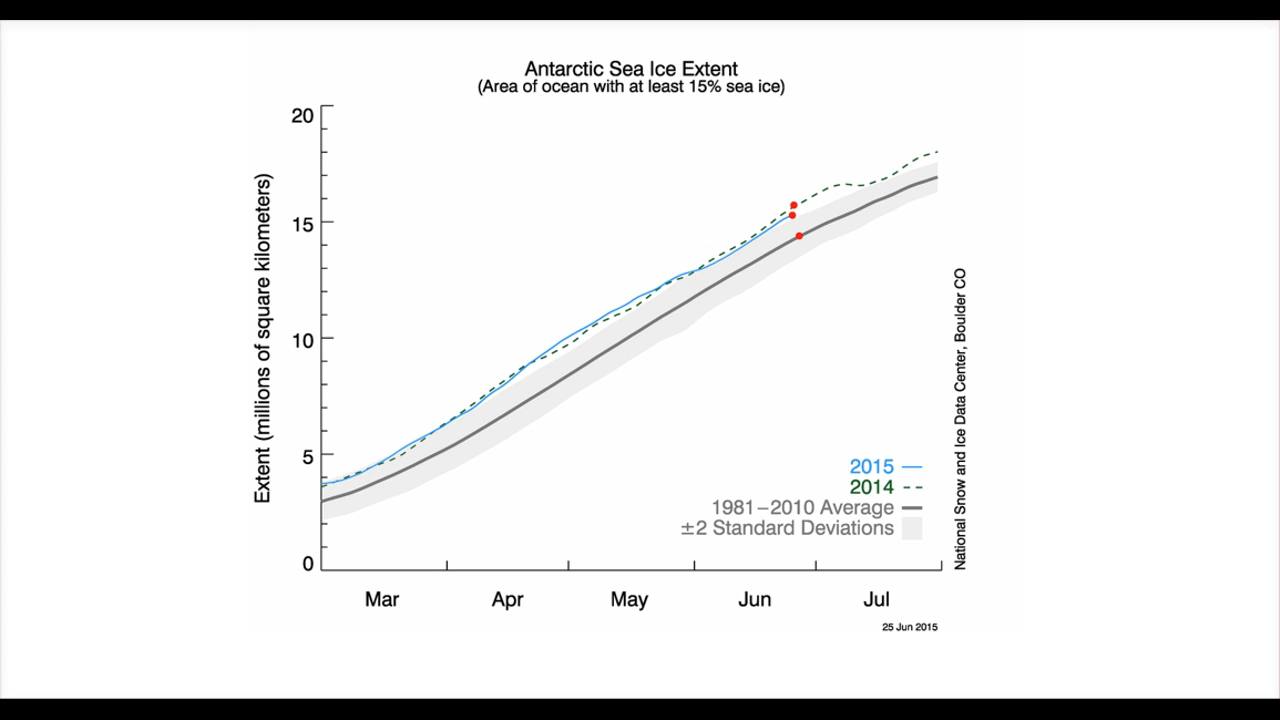 Antarctic Sea Ice Extent
(Area of ocean with at least 15% sea ice)
20
15
10
5
0
Extent (millions of square kilometers)
Mar Apr May Jun Jul
2015
2014
1981–2010 Average
±2 Standard Deviations
National Snow and Ice Data Center, Boulder CO
25 Jun 2015